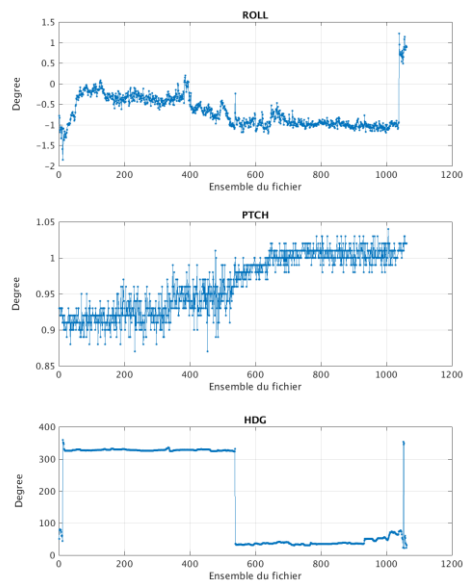 ROLL
1.5
1
0.5
0
-0.5
-1
-1.5
-2
Degree
0 200 400 600 800 1000 1200
Ensemble du fichier
PTCH
1.05
1
0.95
0.9
0.85
Degree
0 200 400 600 800 1000 1200
Ensemble du fichier
HDG
400
300
200
100
0
Degree
0 200 400 600 800 1000 1200
Ensemble du fichier